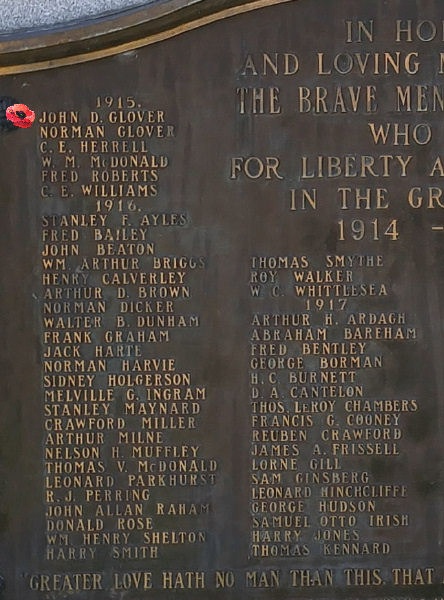 IN HO
AND LOVING
THE BRAVE MEN
WHO
FOR LIBERTY A
IN THE GR
1914 -
1915.
JOHN D. GLOVER
NORMAN GLOVER
C. E. HERRELL
W. M. McDONALD
FRED ROBERTS
C. E. WILLIAMS
1916.
STANLEY F. AYLES
FRED BAILEY
JOHN BEATON
WM. ARTHUR BRIGGS
HENRY CALVERLEY
ARTHUR D. BROWN
NORMAN DICKER
WALTER B. DUNHAM
FRANK GRAHAM
JACK HARTE
NORMAN HARVIE
SIDNEY HOLGERSON
MELVILLE G. INGRAM
STANLEY MAYNARD
CRAWFORD MILLER
ARTHUR MILNE
NELSON H. MUFFLEY
THOMAS V. McDONALD
LEONARD PARKHURST
R. J. PERRING
JOHN ALLAN RAHAM
DONALD ROSE
WM. HENRY SHELTON
HARRY SMITH
THOMAS SMYTHE
ROY WALKER
W. C. WHITTLESEA
1917
ARTHUR H. ARDAGH
ABRAHAM BAREHAM
FRED BENTLEY
GEORGE BORMAN
H. C. BURNETT
D. A. CANTELON
THOS. LEROY CHAMBERS
FRANCIS G. COONEY
REUBEN CRAWFORD
JAMES A. FRISSELL
LORNE GILL
SAM GINSBERG
LEONARD HINCHCLIFFE
GEORGE HUDSON
SAMUEL OTTO IRISH
HARRY JONES
THOMAS KENNARD
"GREATER LOVE HATH NO MAN THAN THIS, THAT